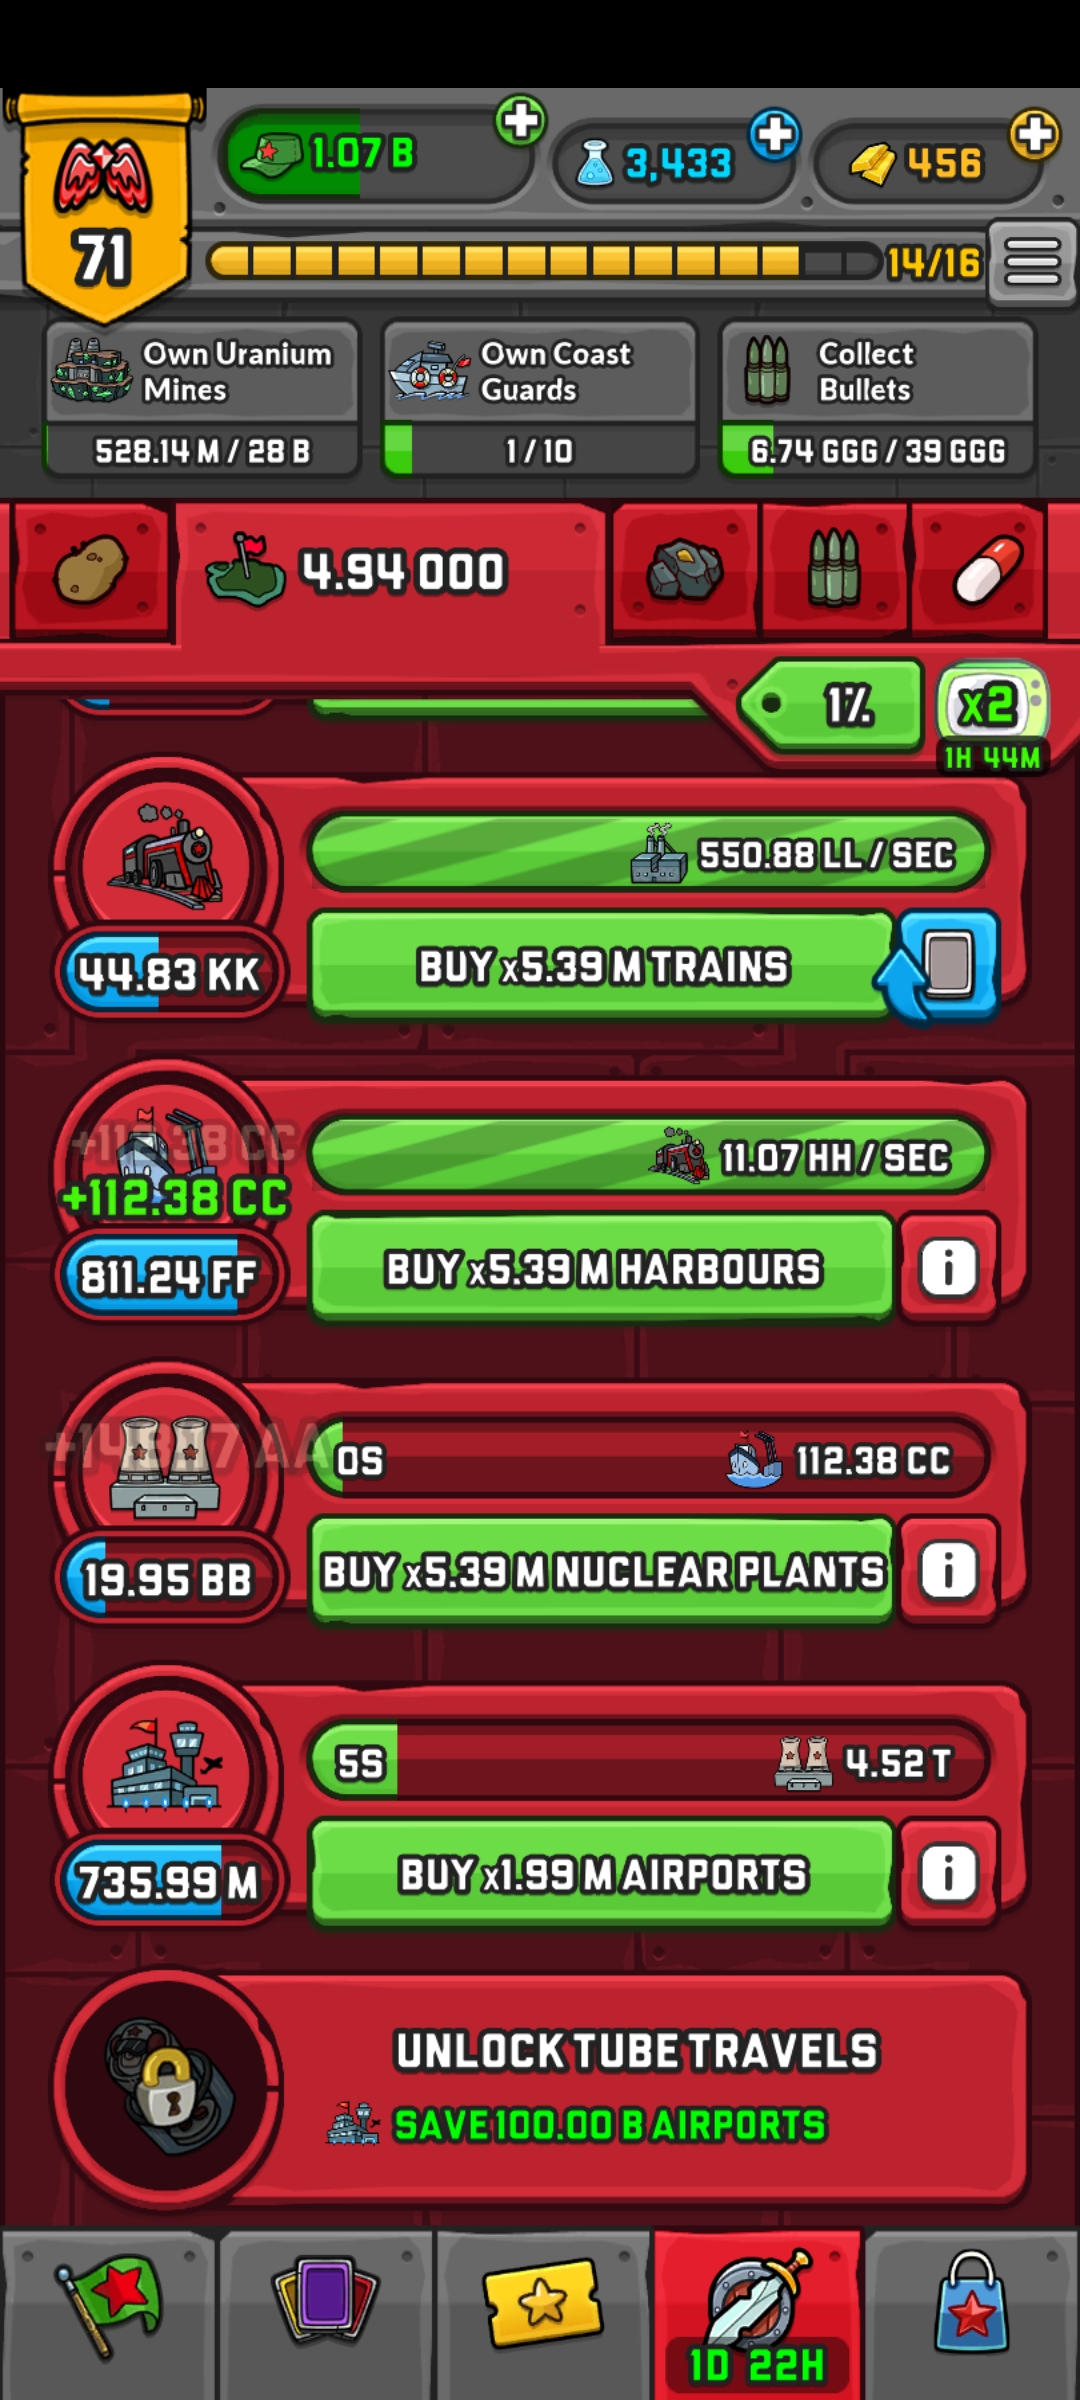 71
1.07 B
3,433
456
14/16
Own Uranium
Mines
528.14 M / 28 B
Own Coast
Guards
1 / 10
Collect
Bullets
6.74 GGG / 39 GGG
4.94 000
1%
x2
1H 44M
550.88 LL / SEC
44.83 KK
BUY x5.39 M TRAINS
11.07 HH / SEC
+112.38 CC
+112.38 CC
811.24 FF
BUY x5.39 M HARBOURS
i
0S
112.38 CC
19.95 BB
BUY x5.39 M NUCLEAR PLANTS
i
5S
4.52 T
735.99 M
BUY x1.99 M AIRPORTS
i
UNLOCK TUBE TRAVELS
SAVE 100.00 B AIRPORTS
1D 22H